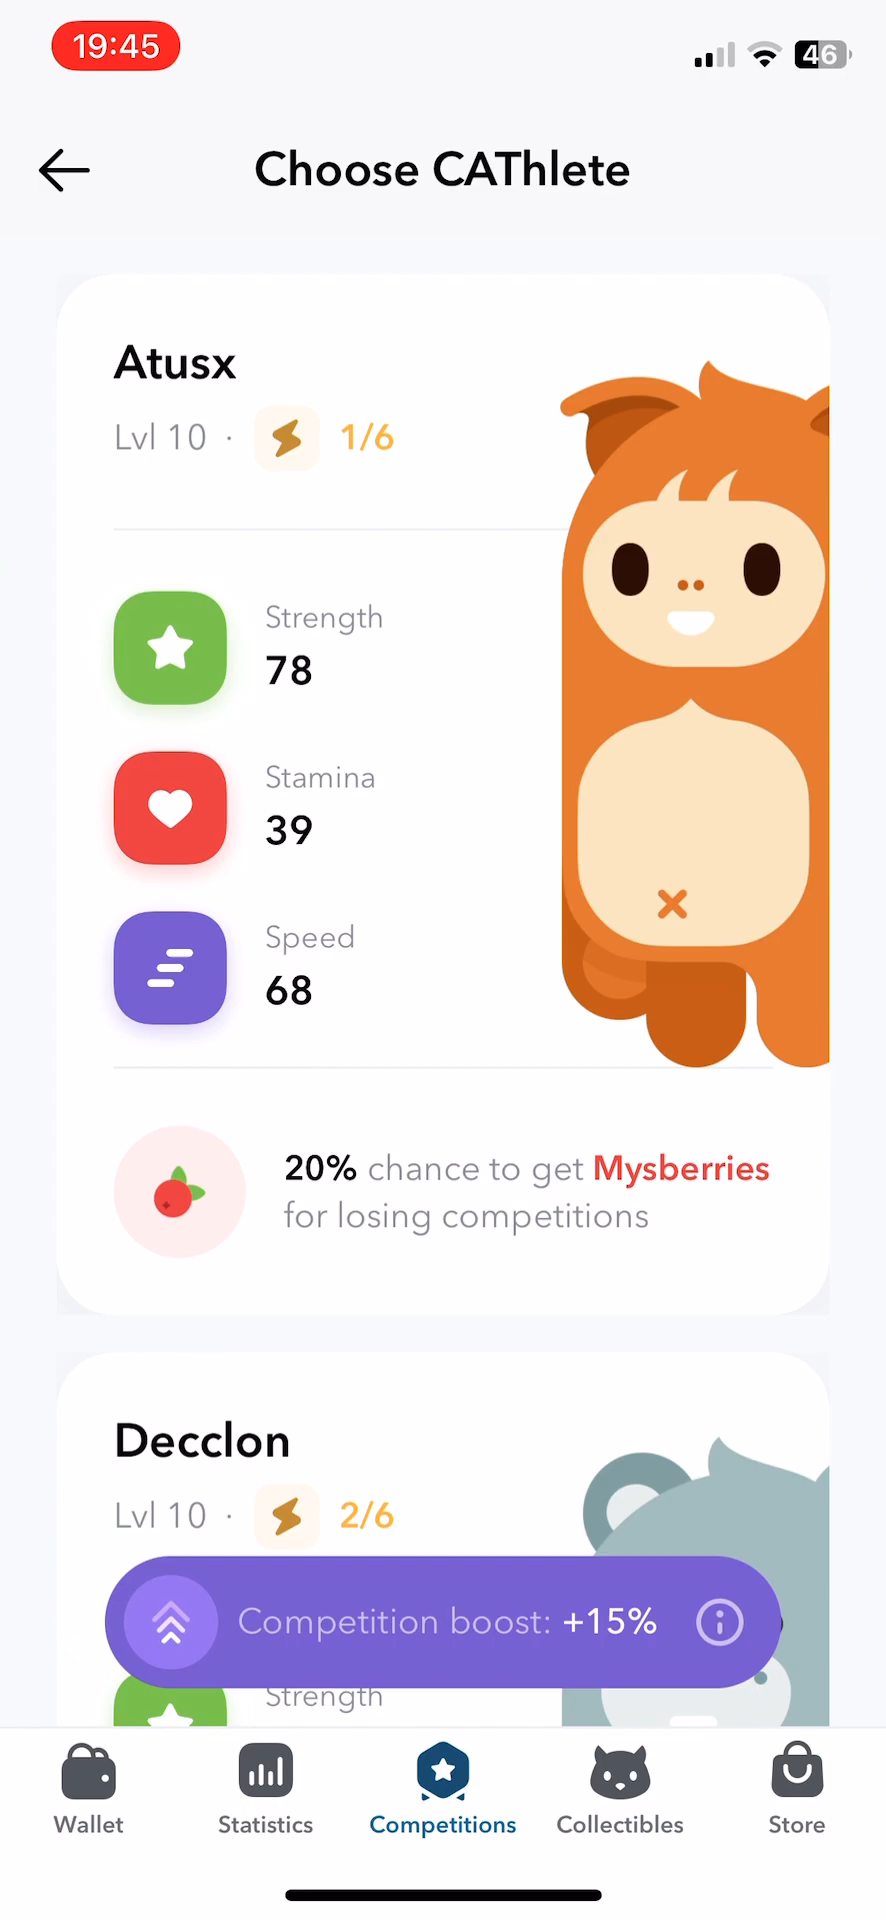 19:45
46
Choose CAThlete
Atusx
Lvl 10 · 1/6
Strength
78
Stamina
39
Speed
68
20% chance to get Mysberries
for losing competitions
Decclon
Lvl 10 · 2/6
Competition boost: +15%
Strength
Wallet
Statistics
Competitions
Collectibles
Store